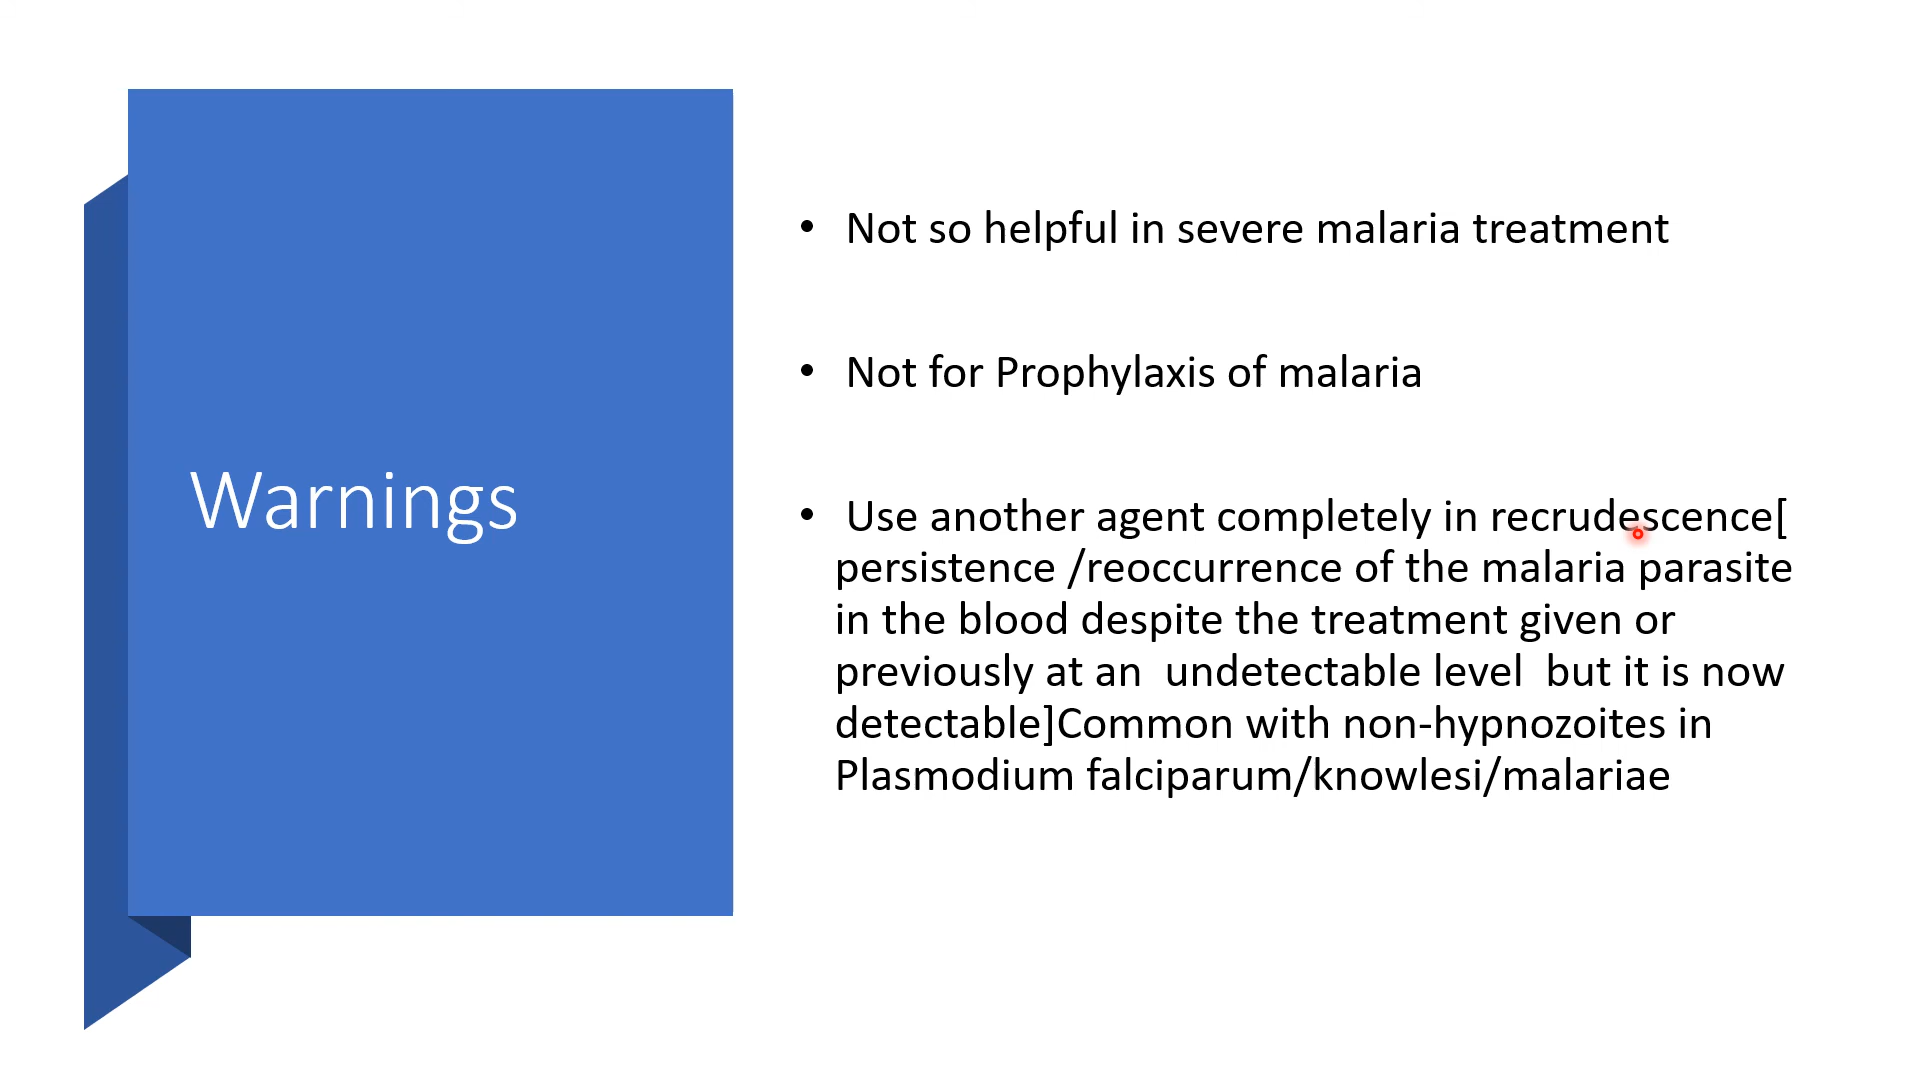 Warnings
• Not so helpful in severe malaria treatment
• Not for Prophylaxis of malaria
• Use another agent completely in recrudescence[
persistence /reoccurrence of the malaria parasite
in the blood despite the treatment given or
previously at an  undetectable level  but it is now
detectable]Common with non-hypnozoites in
Plasmodium falciparum/knowlesi/malariae